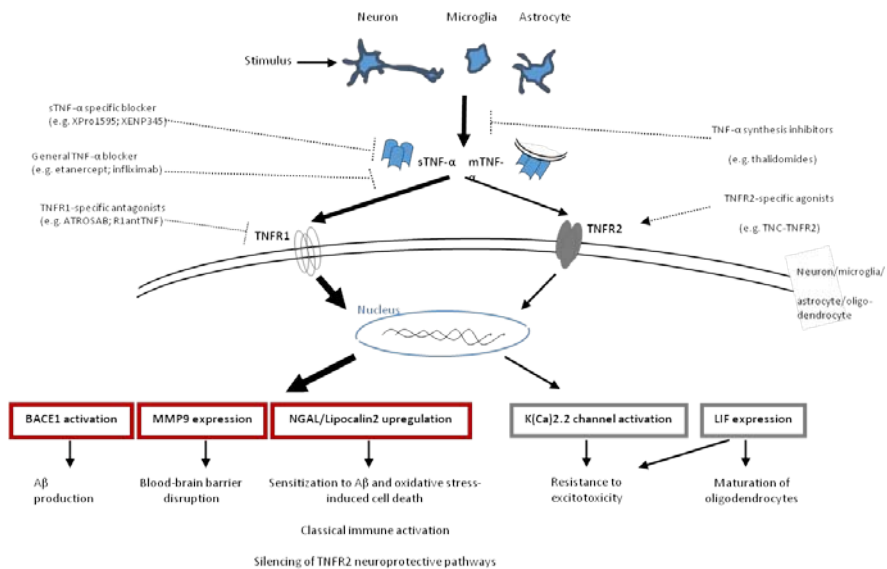 Neuron
Microglia
Astrocyte
Stimulus
sTNF-α specific blocker
(e.g. XPro1595; XENP345)
General TNF-α blocker
(e.g. etanercept; infliximab)
TNFR1-specific antagonists
(e.g. ATROSAB; R1antTNF)
TNF-α synthesis inhibitors
(e.g. thalidomides)
TNFR2-specific agonists
(e.g. TNC-TNFR2)
sTNF-α
mTNF-
α
TNFR1
TNFR2
Neuron/microglia/
astrocyte/oligo-
dendrocyte
Nucleus
BACE1 activation
MMP9 expression
NGAL/Lipocalin2 upregulation
K(Ca)2.2 channel activation
LIF expression
Aβ
production
Blood-brain barrier
disruption
Sensitization to Aβ and oxidative stress-
induced cell death
Classical immune activation
Silencing of TNFR2 neuroprotective pathways
Resistance to
excitotoxicity
Maturation of
oligodendrocytes